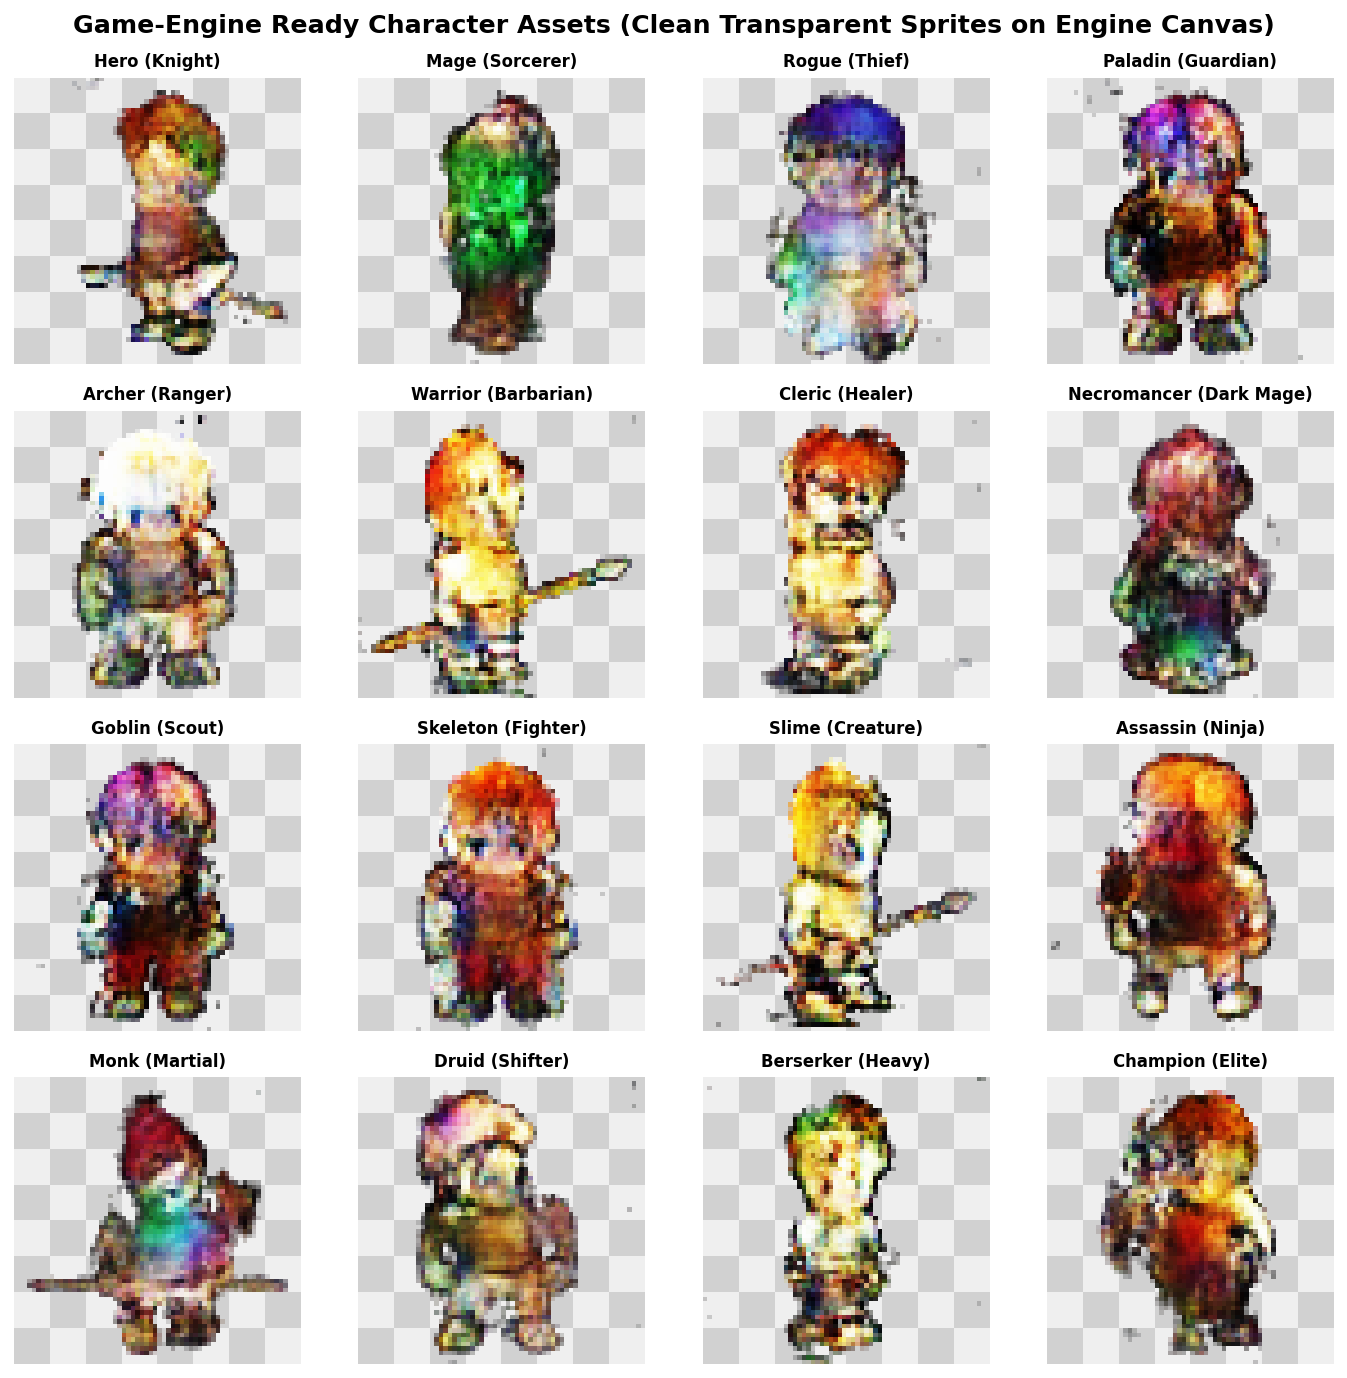 Game-Engine Ready Character Assets (Clean Transparent Sprites on Engine Canvas)
Hero (Knight)
Mage (Sorcerer)
Rogue (Thief)
Paladin (Guardian)
Archer (Ranger)
Warrior (Barbarian)
Cleric (Healer)
Necromancer (Dark Mage)
Goblin (Scout)
Skeleton (Fighter)
Slime (Creature)
Assassin (Ninja)
Monk (Martial)
Druid (Shifter)
Berserker (Heavy)
Champion (Elite)